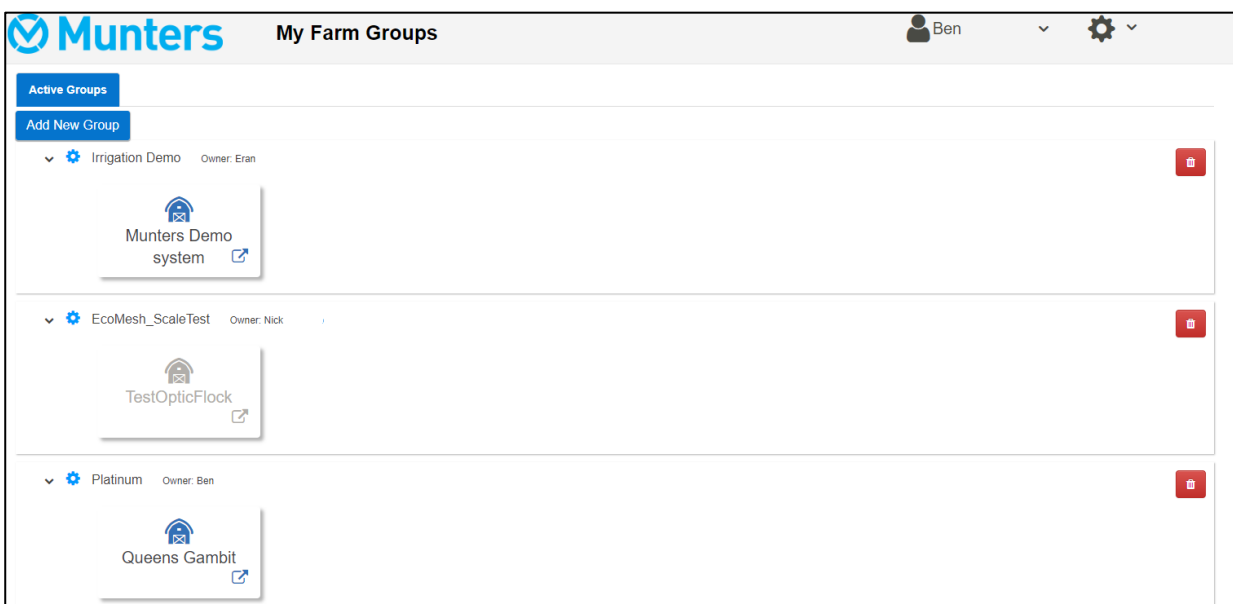 Munters My Farm Groups Ben
Active Groups
Add New Group
Irrigation Demo Owner: Eran
Munters Demo
system
EcoMesh_ScaleTest Owner: Nick
TestOpticFlock
Platinum Owner: Ben
Queens Gambit